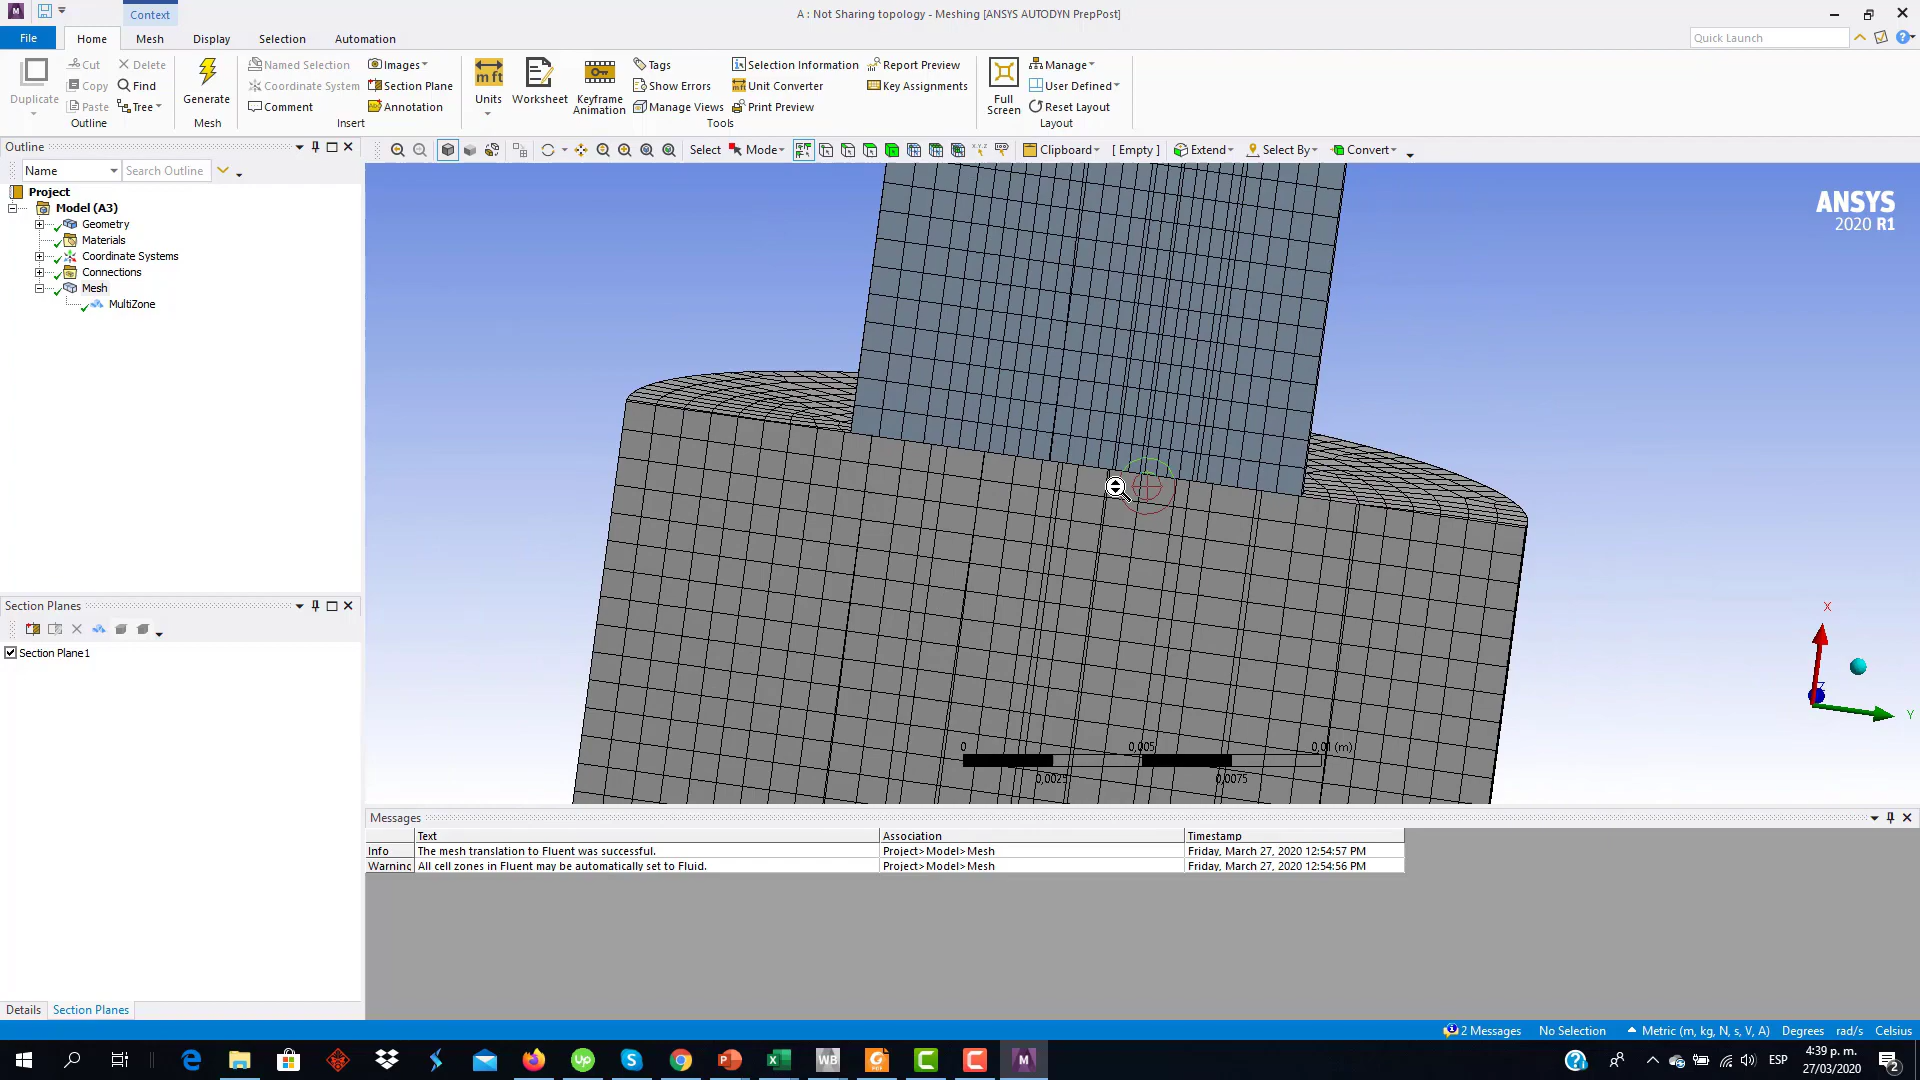 Context
A : Not Sharing topology - Meshing [ANSYS AUTODYN PrepPost]
File Home Mesh Display Selection Automation
Quick Launch
Duplicate
Cut
Copy
Paste
Delete
Find
Tree
Outline
Generate
Mesh
Named Selection
Coordinate System
Comment
Images
Section Plane
Annotation
Insert
Units
Worksheet
Keyframe
Animation
Tags
Show Errors
Manage Views
Selection Information
Unit Converter
Print Preview
Report Preview
Key Assignments
Tools
Full
Screen
Manage
User Defined
Reset Layout
Layout
Outline
Name Search Outline
Select Mode Clipboard [ Empty ] Extend Select By Convert
Project
Model (A3)
Geometry
Materials
Coordinate Systems
Connections
Mesh
MultiZone
ANSYS
2020 R1
Section Planes
Section Plane1
X
Y
Z
0 0,005 0,01 (m)
0,0025 0,0075
Messages
Text Association Timestamp
Info The mesh translation to Fluent was successful. Project>Model>Mesh Friday, March 27, 2020 12:54:57 PM
Warning All cell zones in Fluent may be automatically set to Fluid. Project>Model>Mesh Friday, March 27, 2020 12:54:56 PM
Details Section Planes
2 Messages No Selection Metric (m, kg, N, s, V, A) Degrees rad/s Celsius
ESP
4:39 p. m.
27/03/2020